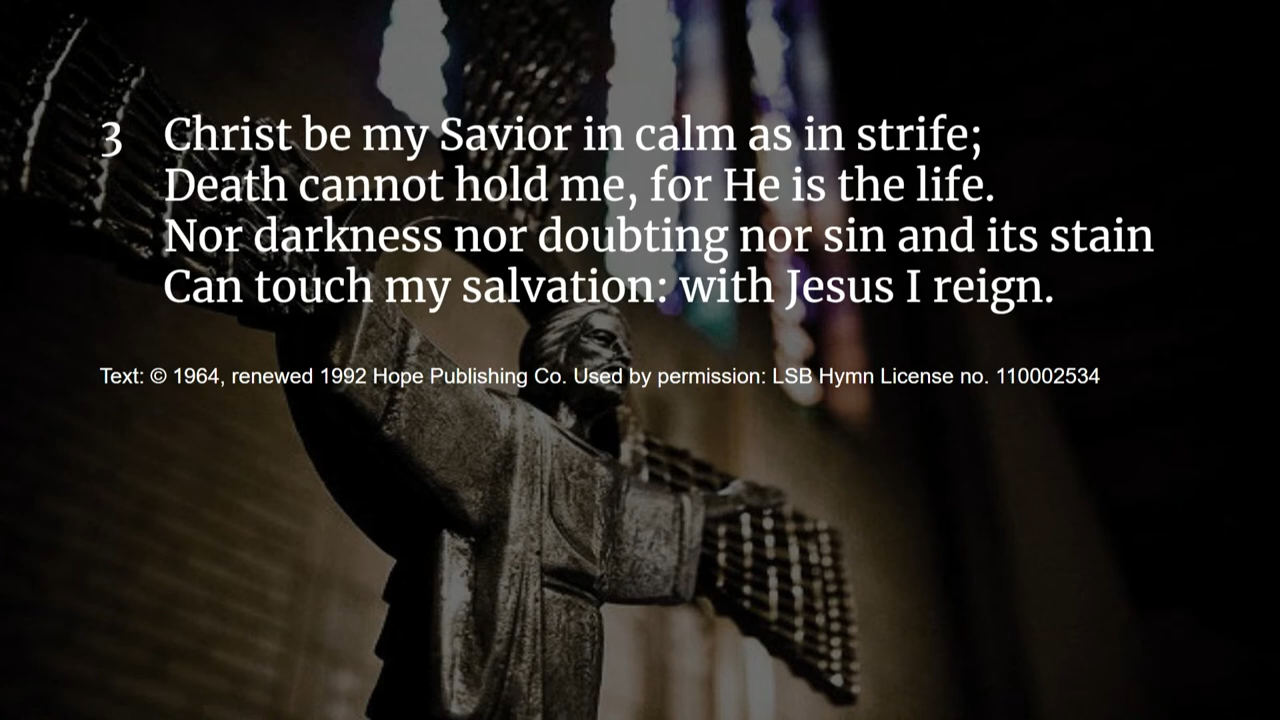 3 Christ be my Savior in calm as in strife;
Death cannot hold me, for He is the life.
Nor darkness nor doubting nor sin and its stain
Can touch my salvation: with Jesus I reign.
Text: © 1964, renewed 1992 Hope Publishing Co. Used by permission: LSB Hymn License no. 110002534